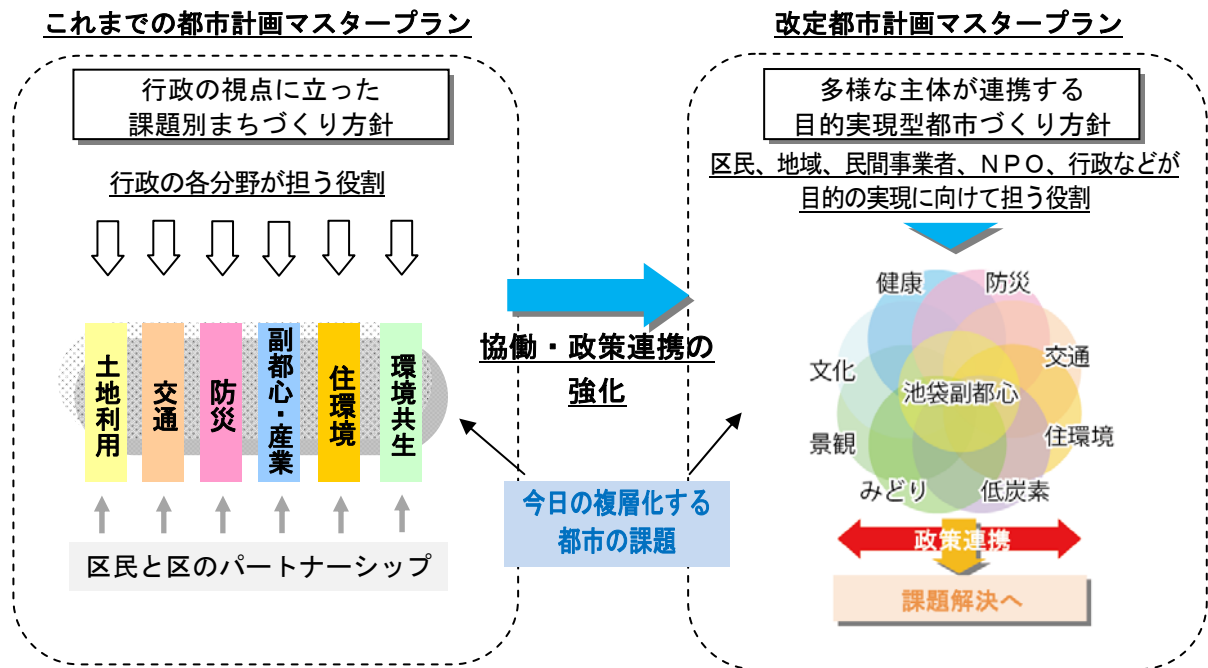 これまでの都市計画マスタープラン
行政の視点に立った
課題別まちづくり方針
行政の各分野が担う役割
土地利用
交通
防災
副都心・産業
住環境
環境共生
区民と区のパートナーシップ
協働・政策連携の
強化
今日の複層化する
都市の課題
改定都市計画マスタープラン
多様な主体が連携する
目的実現型都市づくり方針
区民、地域、民間事業者、ＮＰＯ、行政などが
目的の実現に向けて担う役割
健康
防災
文化
交通
池袋副都心
景観
住環境
みどり
低炭素
政策連携
課題解決へ